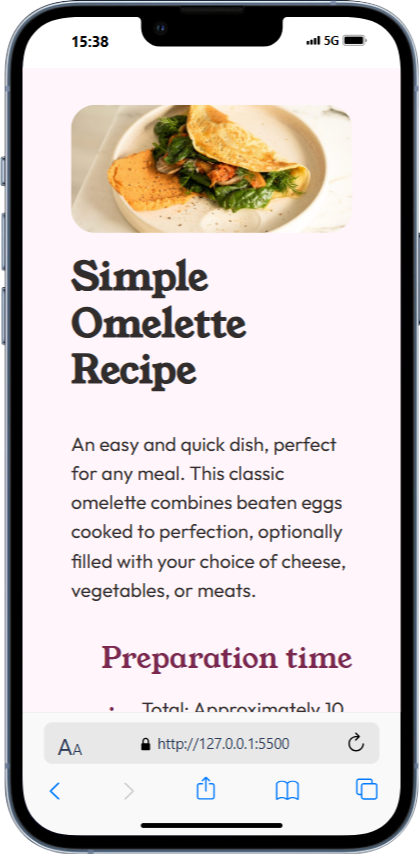 15:38
5G
Simple
Omelette
Recipe
An easy and quick dish, perfect
for any meal. This classic
omelette combines beaten eggs
cooked to perfection, optionally
filled with your choice of cheese,
vegetables, or meats.
Preparation time
• Total: Approximately 10
AA
http://127.0.0.1:5500